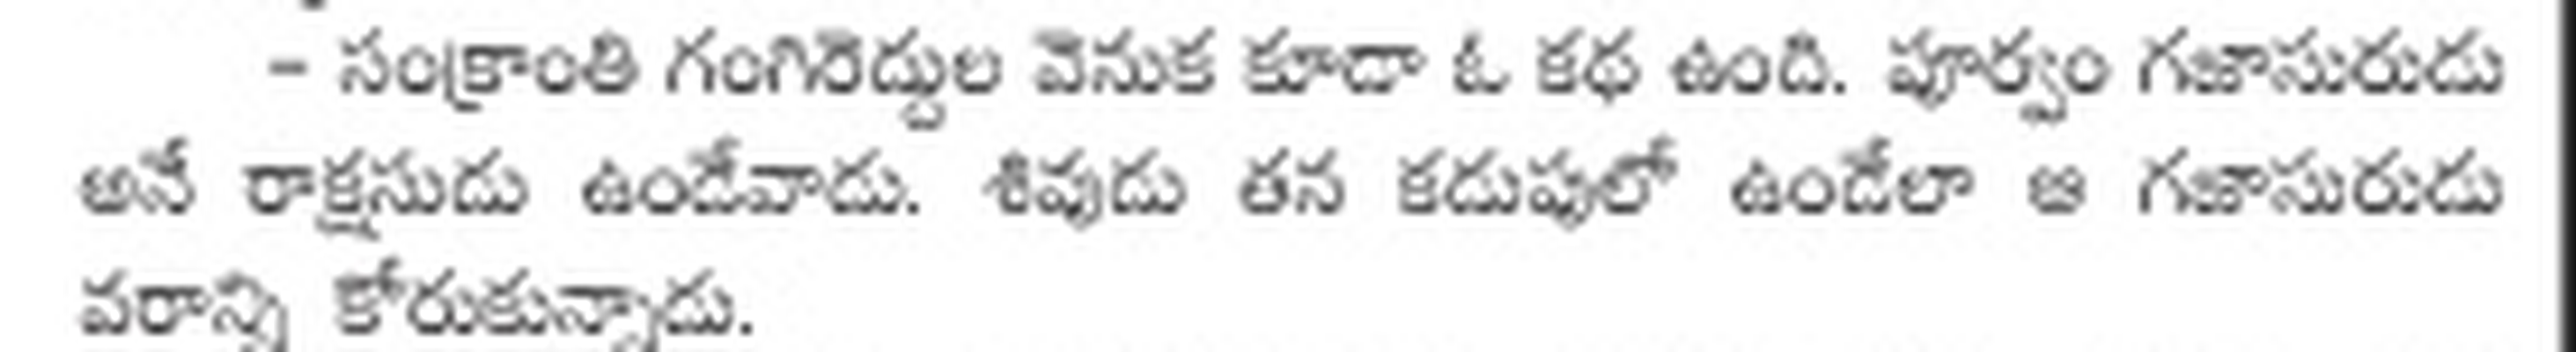 - సంక్రాంతి గంగిరెడ్డుల వెనుక కూడా ఓ కథ ఉంది. పూర్వం గజాసురుడు
అనే రాక్షసుడు ఉండేవాడు. శివుడు తన కడుపులో ఉండేలా ఆ గజాసురుడు
వరాన్ని కోరుకున్నాడు.